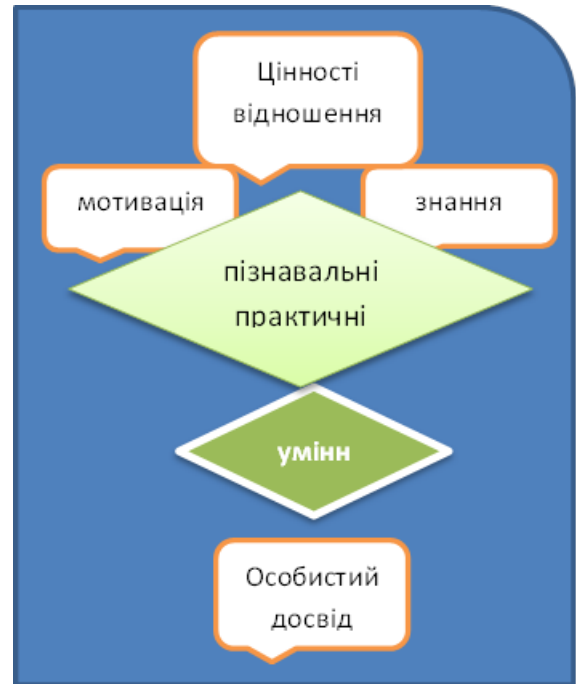 Цінності
відношення
мотивація
знання
пізнавальні
практичні
умінн
Особистий
досвід